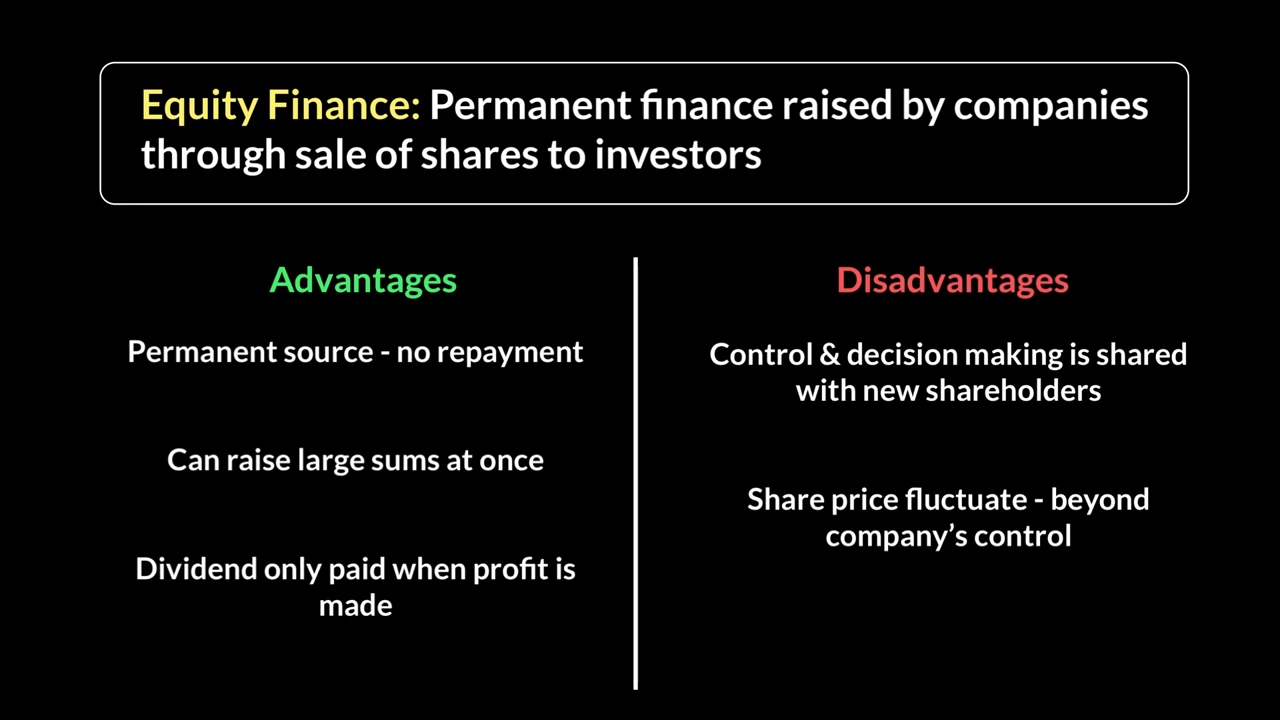 Equity Finance: Permanent finance raised by companies
through sale of shares to investors
Advantages
Permanent source - no repayment
Can raise large sums at once
Dividend only paid when profit is
made
Disadvantages
Control & decision making is shared
with new shareholders
Share price fluctuate - beyond
company’s control